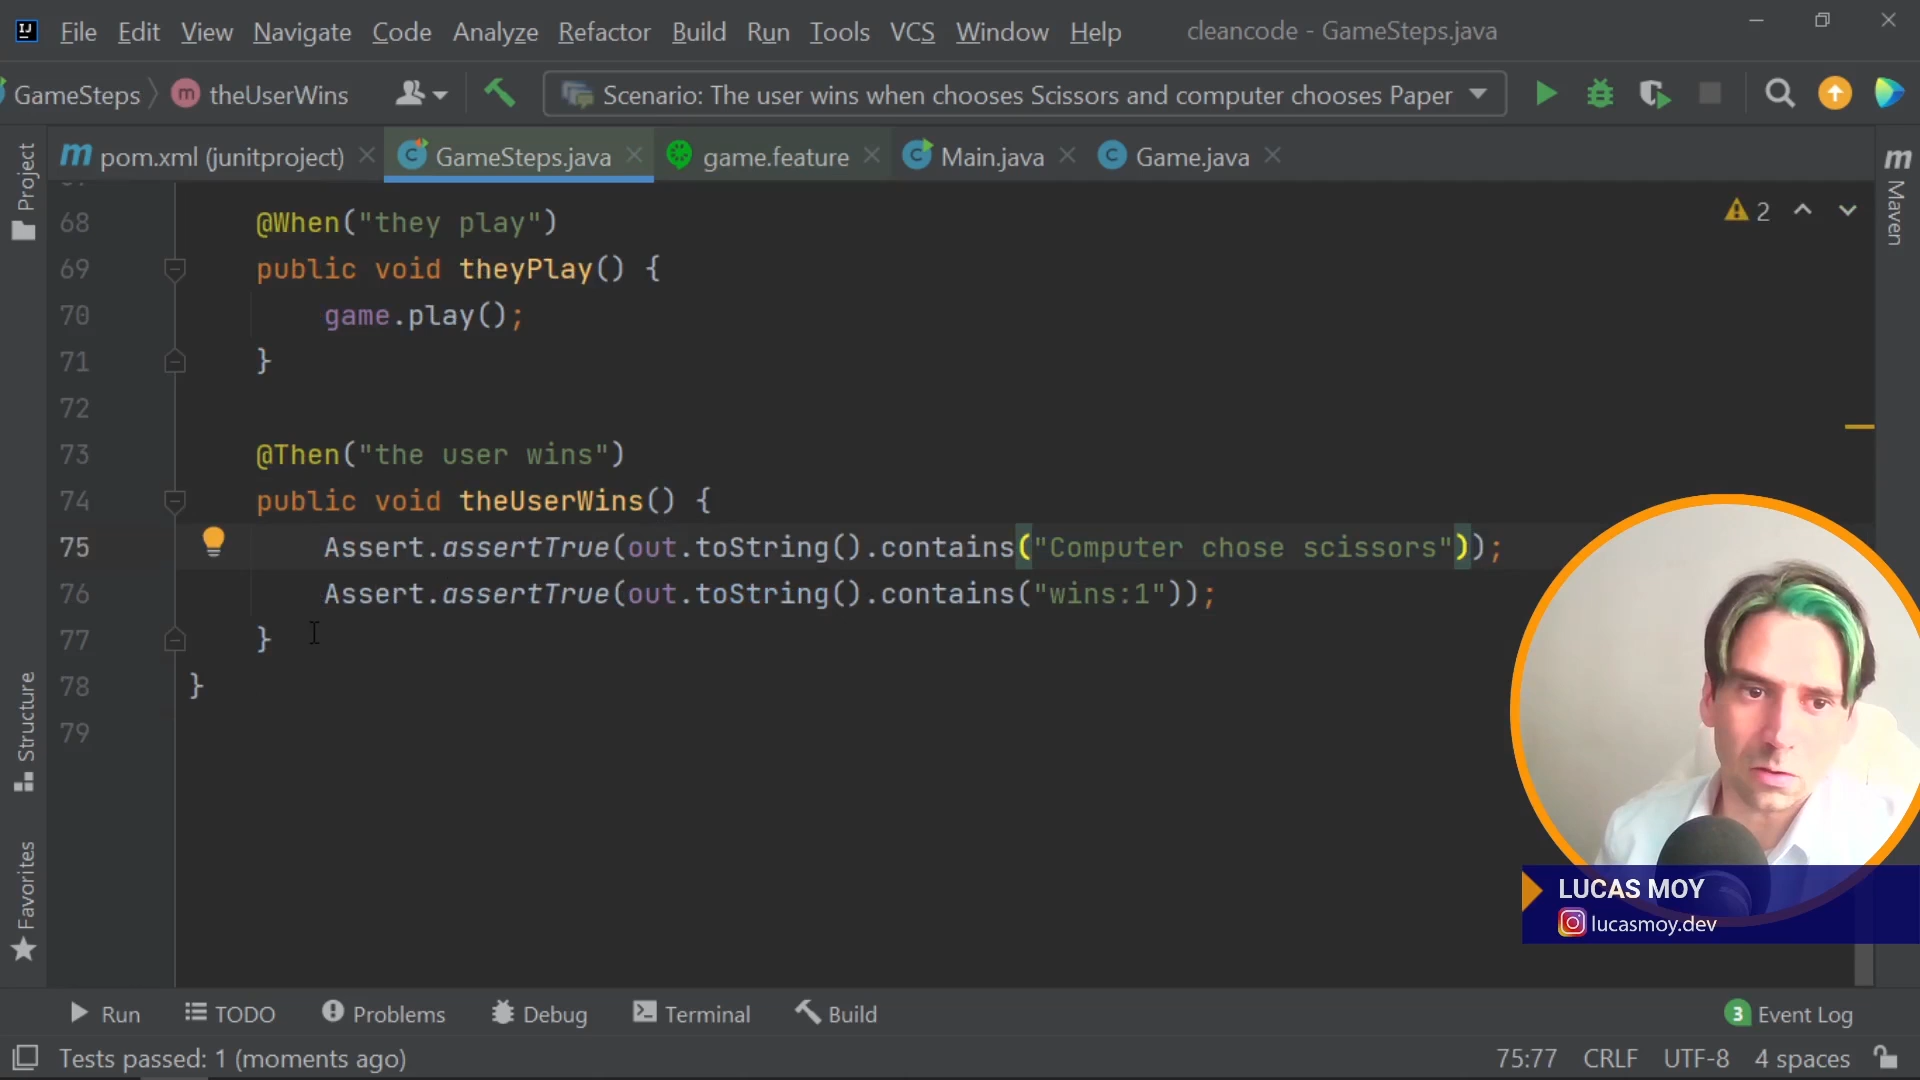 File Edit View Navigate Code Analyze Refactor Build Run Tools VCS Window Help cleancode - GameSteps.java
GameSteps theUserWins Scenario: The user wins when chooses Scissors and computer chooses Paper
pom.xml (junitproject) GameSteps.java game.feature Main.java Game.java
Project
Structure
Favorites
Maven
2
68 @When("they play")
69 public void theyPlay() {
70 game.play();
71 }
72
73 @Then("the user wins")
74 public void theUserWins() {
75 Assert.assertTrue(out.toString().contains("Computer chose scissors"));
76 Assert.assertTrue(out.toString().contains("wins:1"));
77 }
78 }
79
LUCAS MOY
lucasmoy.dev
Run TODO Problems Debug Terminal Build 3 Event Log
Tests passed: 1 (moments ago) 75:77 CRLF UTF-8 4 spaces